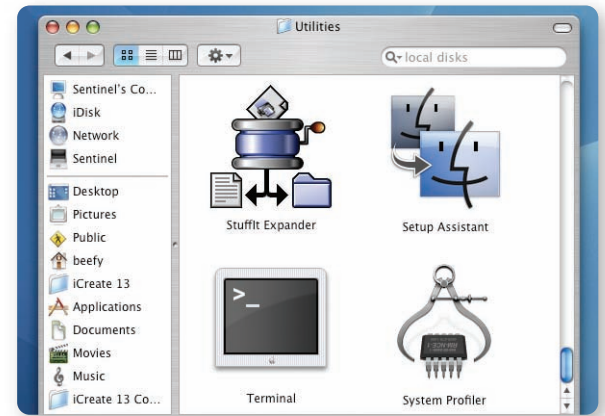 Utilities
local disks
Sentinel's Co...
iDisk
Network
Sentinel
Desktop
Pictures
Public
beefy
iCreate 13
Applications
Documents
Movies
Music
iCreate 13 Co...
StuffIt Expander
Setup Assistant
>_
Terminal
System Profiler